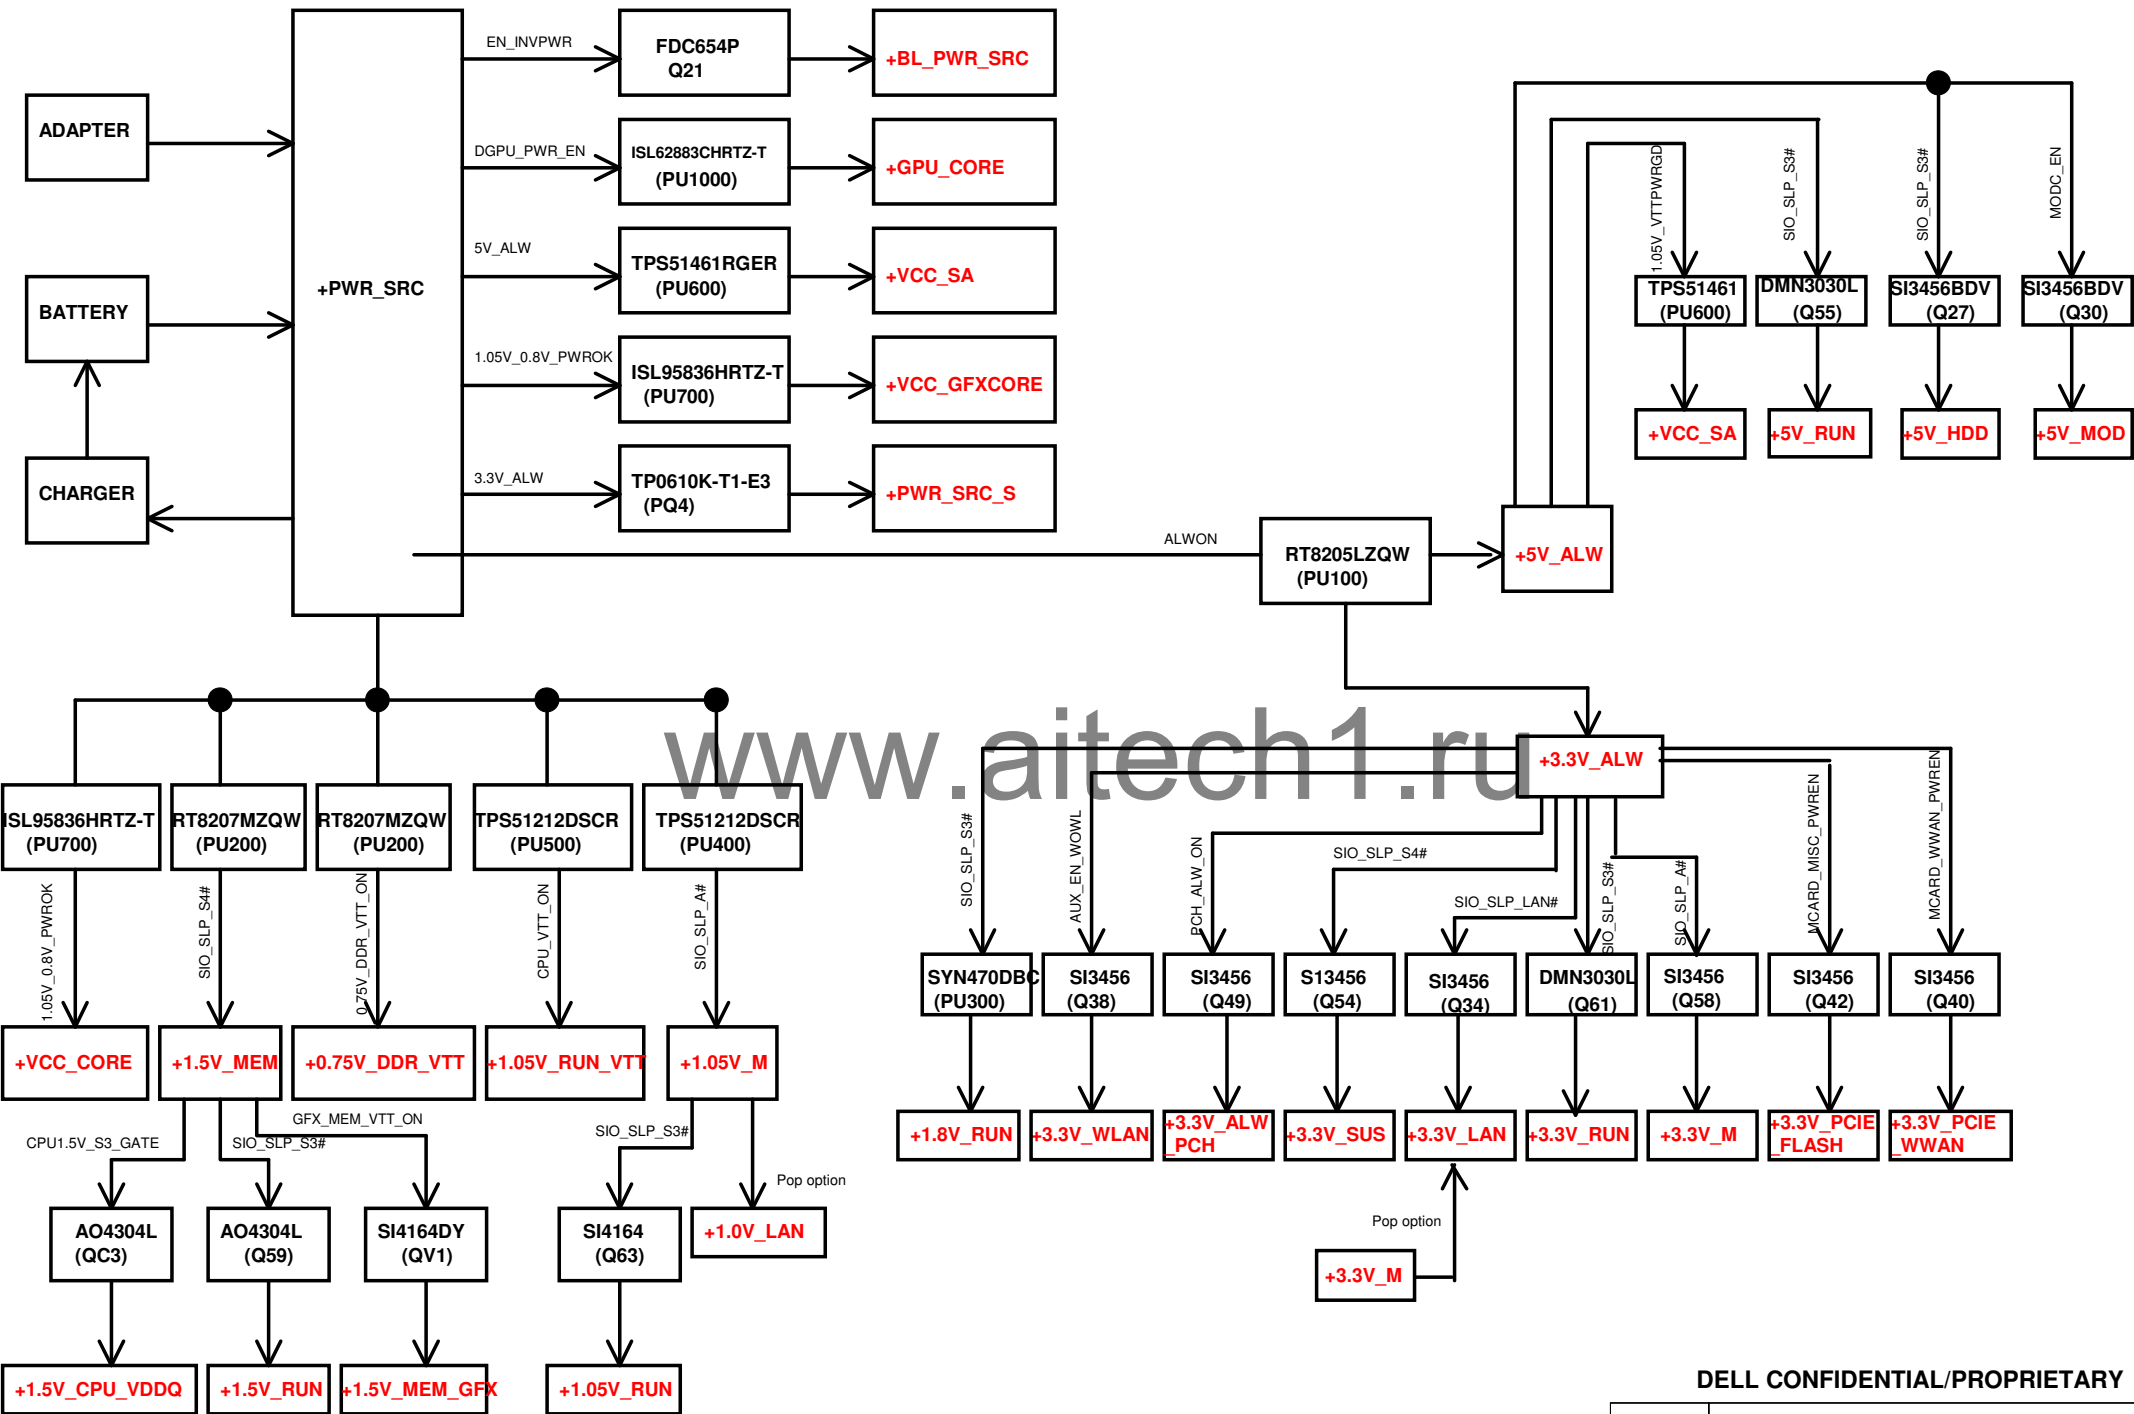 EN_INVPWR
FDC654P
Q21
+BL_PWR_SRC
ADAPTER
DGPU_PWR_EN
ISL62883CHRTZ-T
(PU1000)
+GPU_CORE
5V_ALW
TPS51461RGER
(PU600)
+VCC_SA
+PWR_SRC
BATTERY
1.05V_0.8V_PWROK
ISL95836HRTZ-T
(PU700)
+VCC_GFXCORE
CHARGER
3.3V_ALW
TP0610K-T1-E3
(PQ4)
+PWR_SRC_S
1.05V_VTTPWRGD
SIO_SLP_S3#
SIO_SLP_S3#
MODC_EN
TPS51461
(PU600)
DMN3030L
(Q55)
SI3456BDV
(Q27)
SI3456BDV
(Q30)
+VCC_SA
+5V_RUN
+5V_HDD
+5V_MOD
ALWON
RT8205LZQW
(PU100)
+5V_ALW
www.aitech1.ru
+3.3V_ALW
ISL95836HRTZ-T
(PU700)
RT8207MZQW
(PU200)
RT8207MZQW
(PU200)
TPS51212DSCR
(PU500)
TPS51212DSCR
(PU400)
1.05V_0.8V_PWROK
SIO_SLP_S4#
0.75V_DDR_VTT_ON
CPU_VTT_ON
SIO_SLP_A#
+VCC_CORE
+1.5V_MEM
+0.75V_DDR_VTT
+1.05V_RUN_VTT
+1.05V_M
SIO_SLP_S3#
AUX_EN_WOWL
PCH_ALW_ON
SIO_SLP_S4#
SIO_SLP_LAN#
SIO_SLP_S3#
SIO_SLP_A#
MCARD_MISC_PWREN
MCARD_WWAN_PWREN
SYN470DBC
(PU300)
SI3456
(Q38)
SI3456
(Q49)
S13456
(Q54)
SI3456
(Q34)
DMN3030L
(Q61)
SI3456
(Q58)
SI3456
(Q42)
SI3456
(Q40)
+1.8V_RUN
+3.3V_WLAN
+3.3V_ALW
_PCH
+3.3V_SUS
+3.3V_LAN
+3.3V_RUN
+3.3V_M
+3.3V_PCIE
_FLASH
+3.3V_PCIE
_WWAN
CPU1.5V_S3_GATE
SIO_SLP_S3#
GFX_MEM_VTT_ON
SIO_SLP_S3#
Pop option
AO4304L
(QC3)
AO4304L
(Q59)
SI4164DY
(QV1)
SI4164
(Q63)
+1.0V_LAN
Pop option
+3.3V_M
+1.5V_CPU_VDDQ
+1.5V_RUN
+1.5V_MEM_GFX
+1.05V_RUN
DELL CONFIDENTIAL/PROPRIETARY